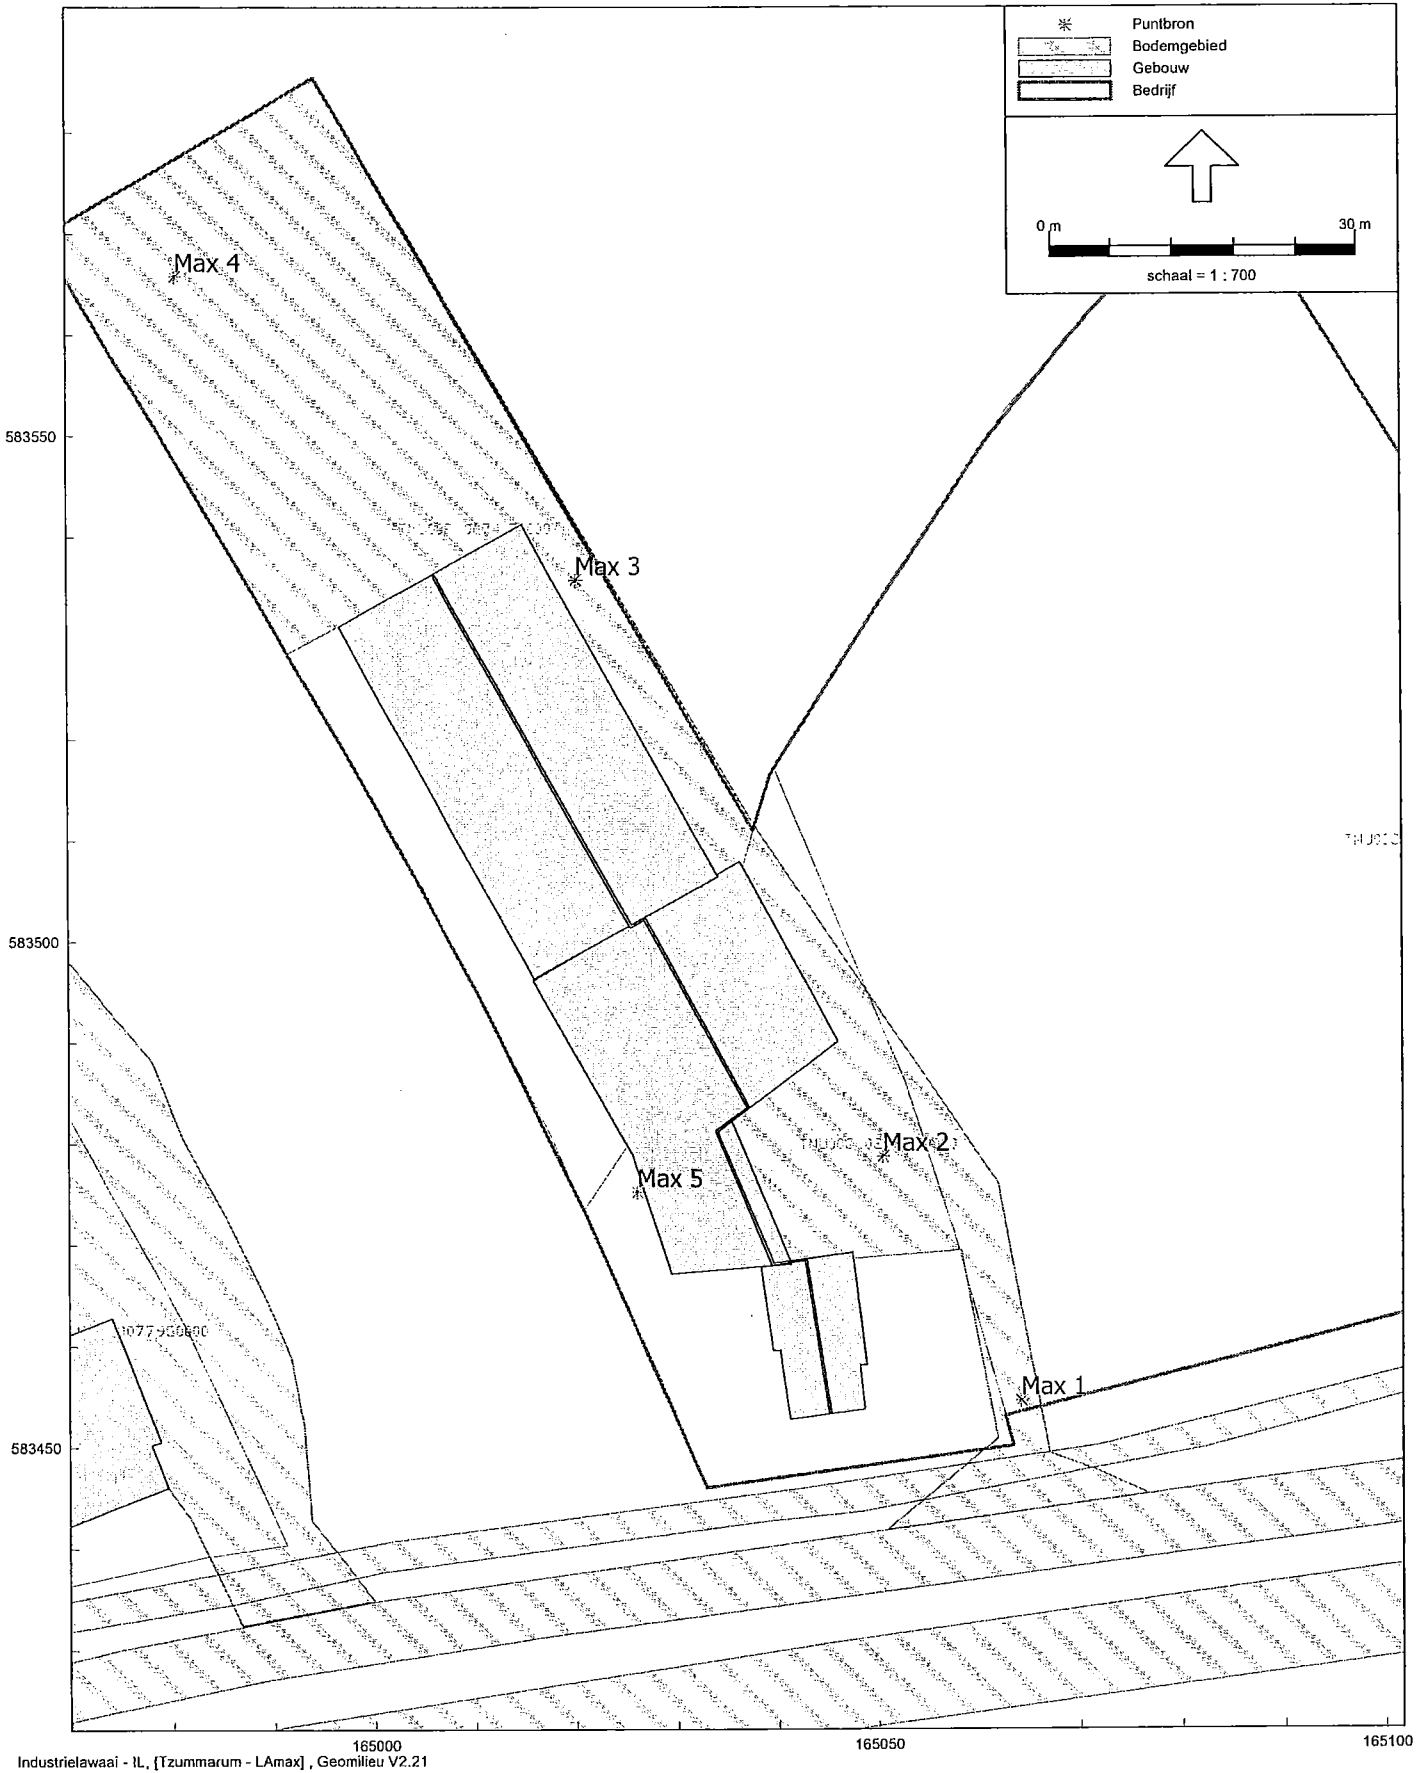 Puntbron
Bodemgebied
Gebouw
Bedrijf
0 m 30 m
schaal = 1 : 700
Max 4
583550
Max 3
583500
Max 2
Max 5
Max 1
583450
165000 165050 165100
Industrielawaai - IL, [Tzummarum - LAmax] , Geomilieu V2.21